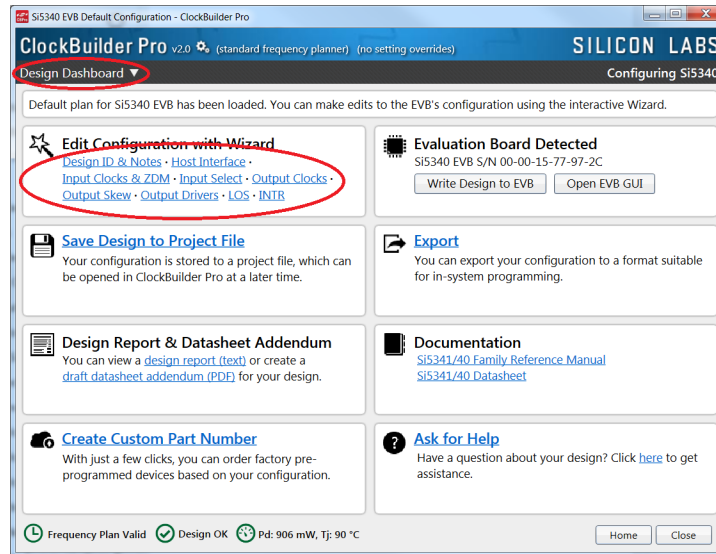 Si5340 EVB Default Configuration - ClockBuilder Pro
ClockBuilder Pro v2.0 (standard frequency planner) (no setting overrides)
SILICON LABS
Design Dashboard ▼
Configuring Si5340
Default plan for Si5340 EVB has been loaded. You can make edits to the EVB's configuration using the interactive Wizard.
Edit Configuration with Wizard
Design ID & Notes · Host Interface ·
Input Clocks & ZDM · Input Select · Output Clocks ·
Output Skew · Output Drivers · LOS · INTR
Evaluation Board Detected
Si5340 EVB S/N 00-00-15-77-97-2C
Write Design to EVB
Open EVB GUI
Save Design to Project File
Your configuration is stored to a project file, which can
be opened in ClockBuilder Pro at a later time.
Export
You can export your configuration to a format suitable
for in-system programming.
Design Report & Datasheet Addendum
You can view a design report (text) or create a
draft datasheet addendum (PDF) for your design.
Documentation
Si5341/40 Family Reference Manual
Si5341/40 Datasheet
Create Custom Part Number
With just a few clicks, you can order factory pre-
programmed devices based on your configuration.
Ask for Help
Have a question about your design? Click here to get
assistance.
Frequency Plan Valid
Design OK
Pd: 906 mW, Tj: 90 °C
Home
Close